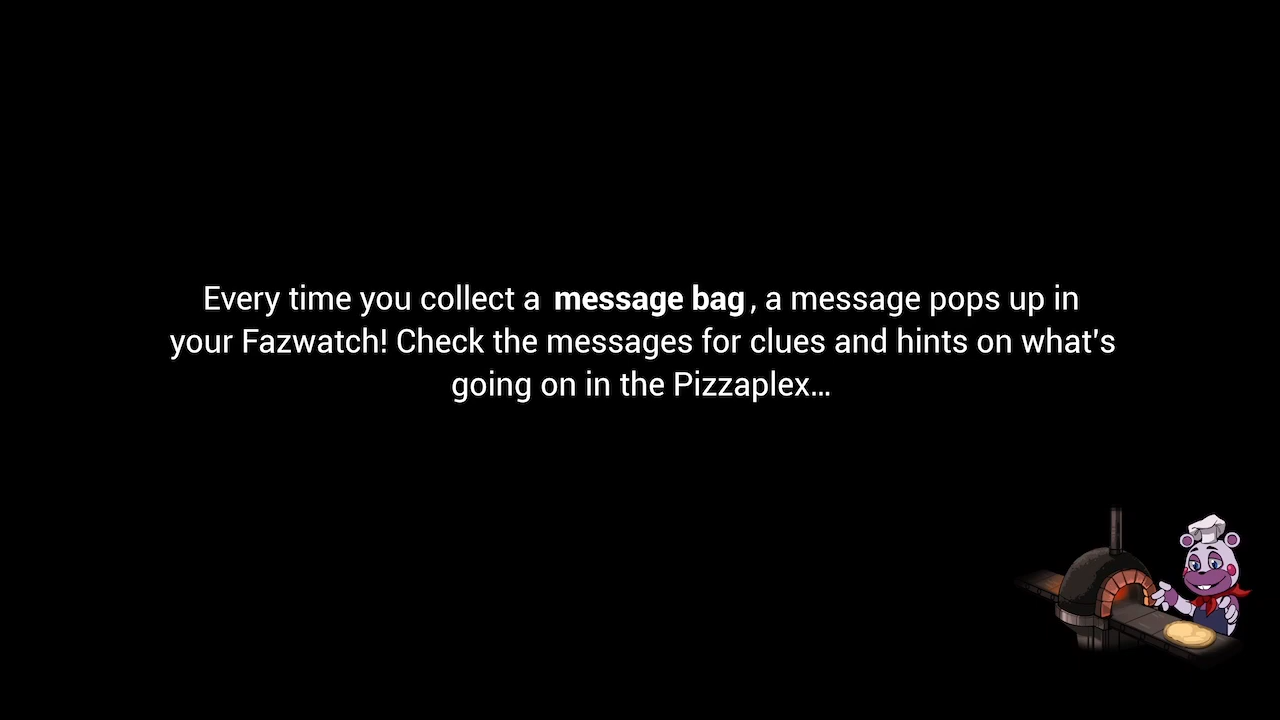 Every time you collect a message bag, a message pops up in
your Fazwatch! Check the messages for clues and hints on what's
going on in the Pizzaplex...